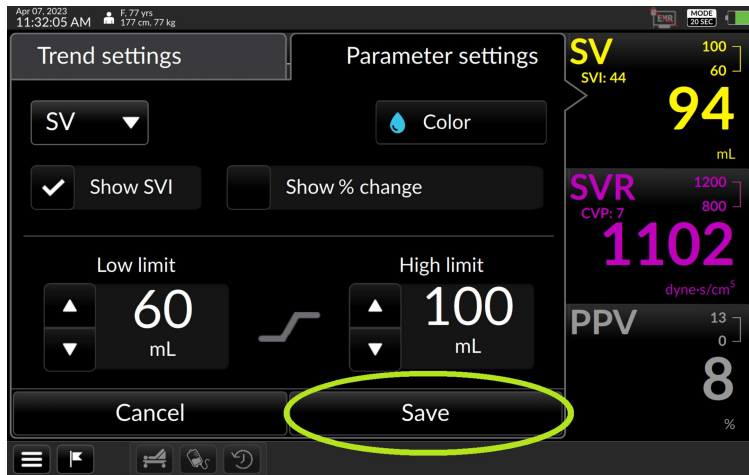 Apr 07, 2023
11:32:05 AM
F, 77 yrs
177 cm, 77 kg
EMR
MODE
20 SEC
Trend settings
Parameter settings
SV
Color
Show SVI
Show % change
Low limit
High limit
60
mL
100
mL
Cancel
Save
SV
SVI: 44
100
60
94
mL
SVR
CVP: 7
1200
800
1102
dyne·s/cm⁵
PPV
13
0
8
%